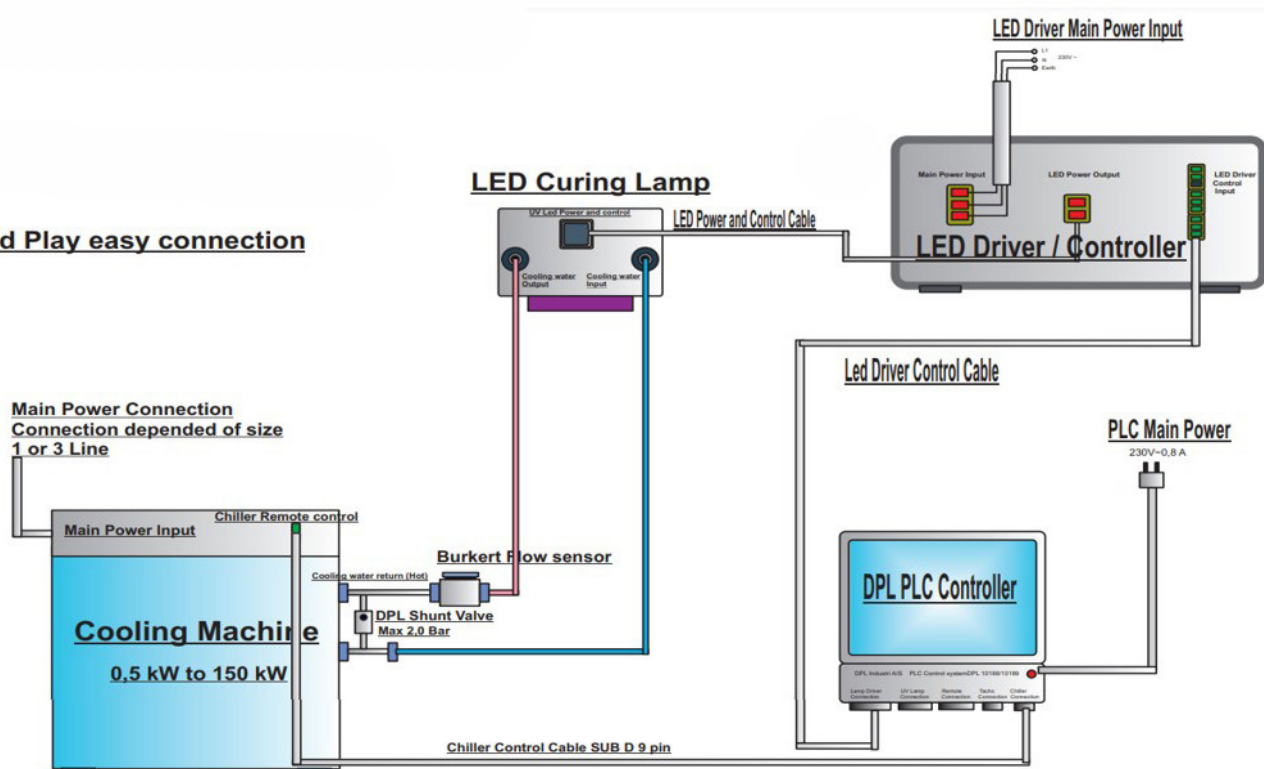 LED Driver Main Power Input
L1
N
230V ~
Earth
Main Power Input
LED Power Output
LED Driver
Control
Input
LED Driver / Controller
LED Curing Lamp
UV Led Power and control
LED Power and Control Cable
d Play easy connection
Cooling water
Output
Cooling water
Input
Led Driver Control Cable
Main Power Connection
Connection depended of size
1 or 3 Line
PLC Main Power
230V~0,8 A
Main Power Input
Chiller Remote control
Burkert Flow sensor
Cooling water return (Hot)
DPL Shunt Valve
Max 2,0 Bar
Cooling Machine
0,5 kW to 150 kW
DPL PLC Controller
DPL Industri A/S PLC Control systemDPL 10188/10189
Lamp Driver
Connection
UV Lamp
Connection
Remote
Connection
Tacho
Connection
Chiller
Connection
Chiller Control Cable SUB D 9 pin